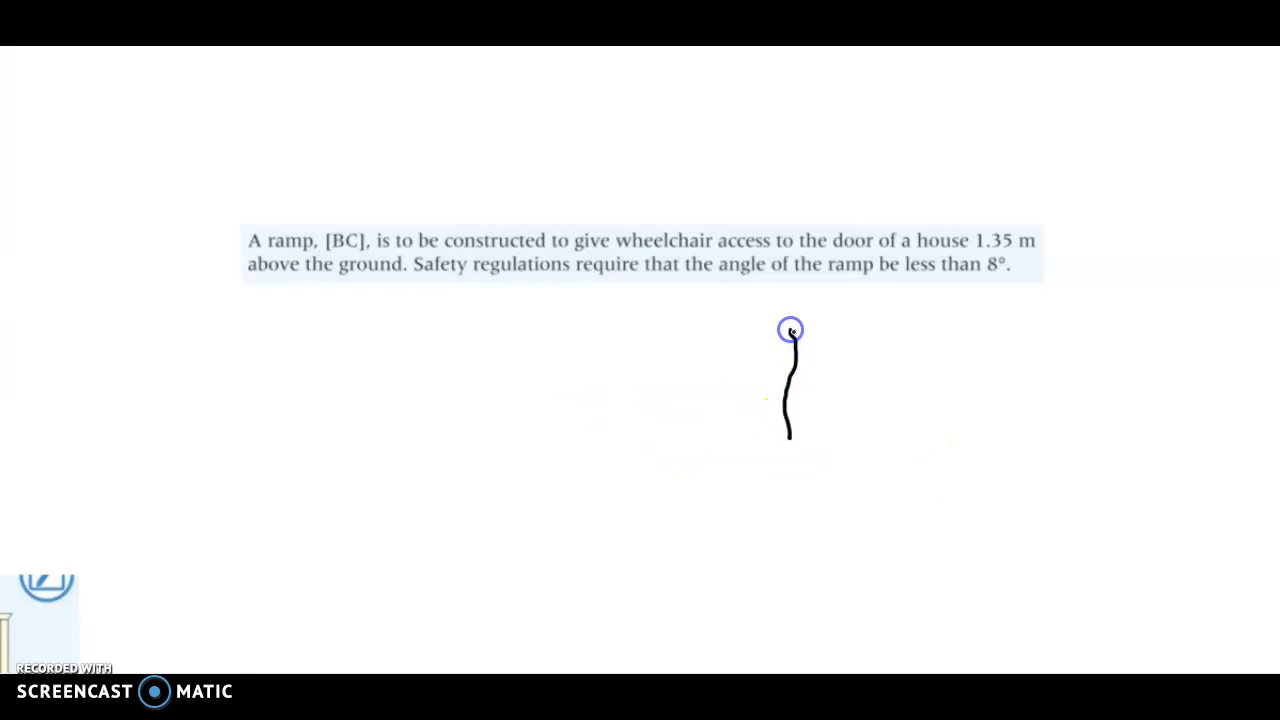 A ramp, [BC], is to be constructed to give wheelchair access to the door of a house 1.35 m
above the ground. Safety regulations require that the angle of the ramp be less than 8°.
RECORDED WITH
SCREENCAST MATIC